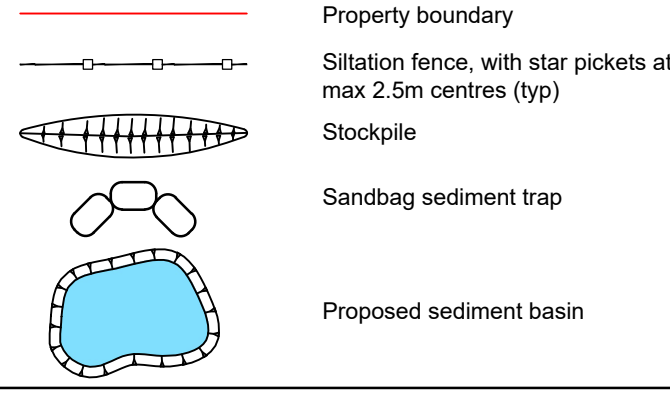 Property boundary
Siltation fence, with star pickets at
max 2.5m centres (typ)
Stockpile
Sandbag sediment trap
Proposed sediment basin